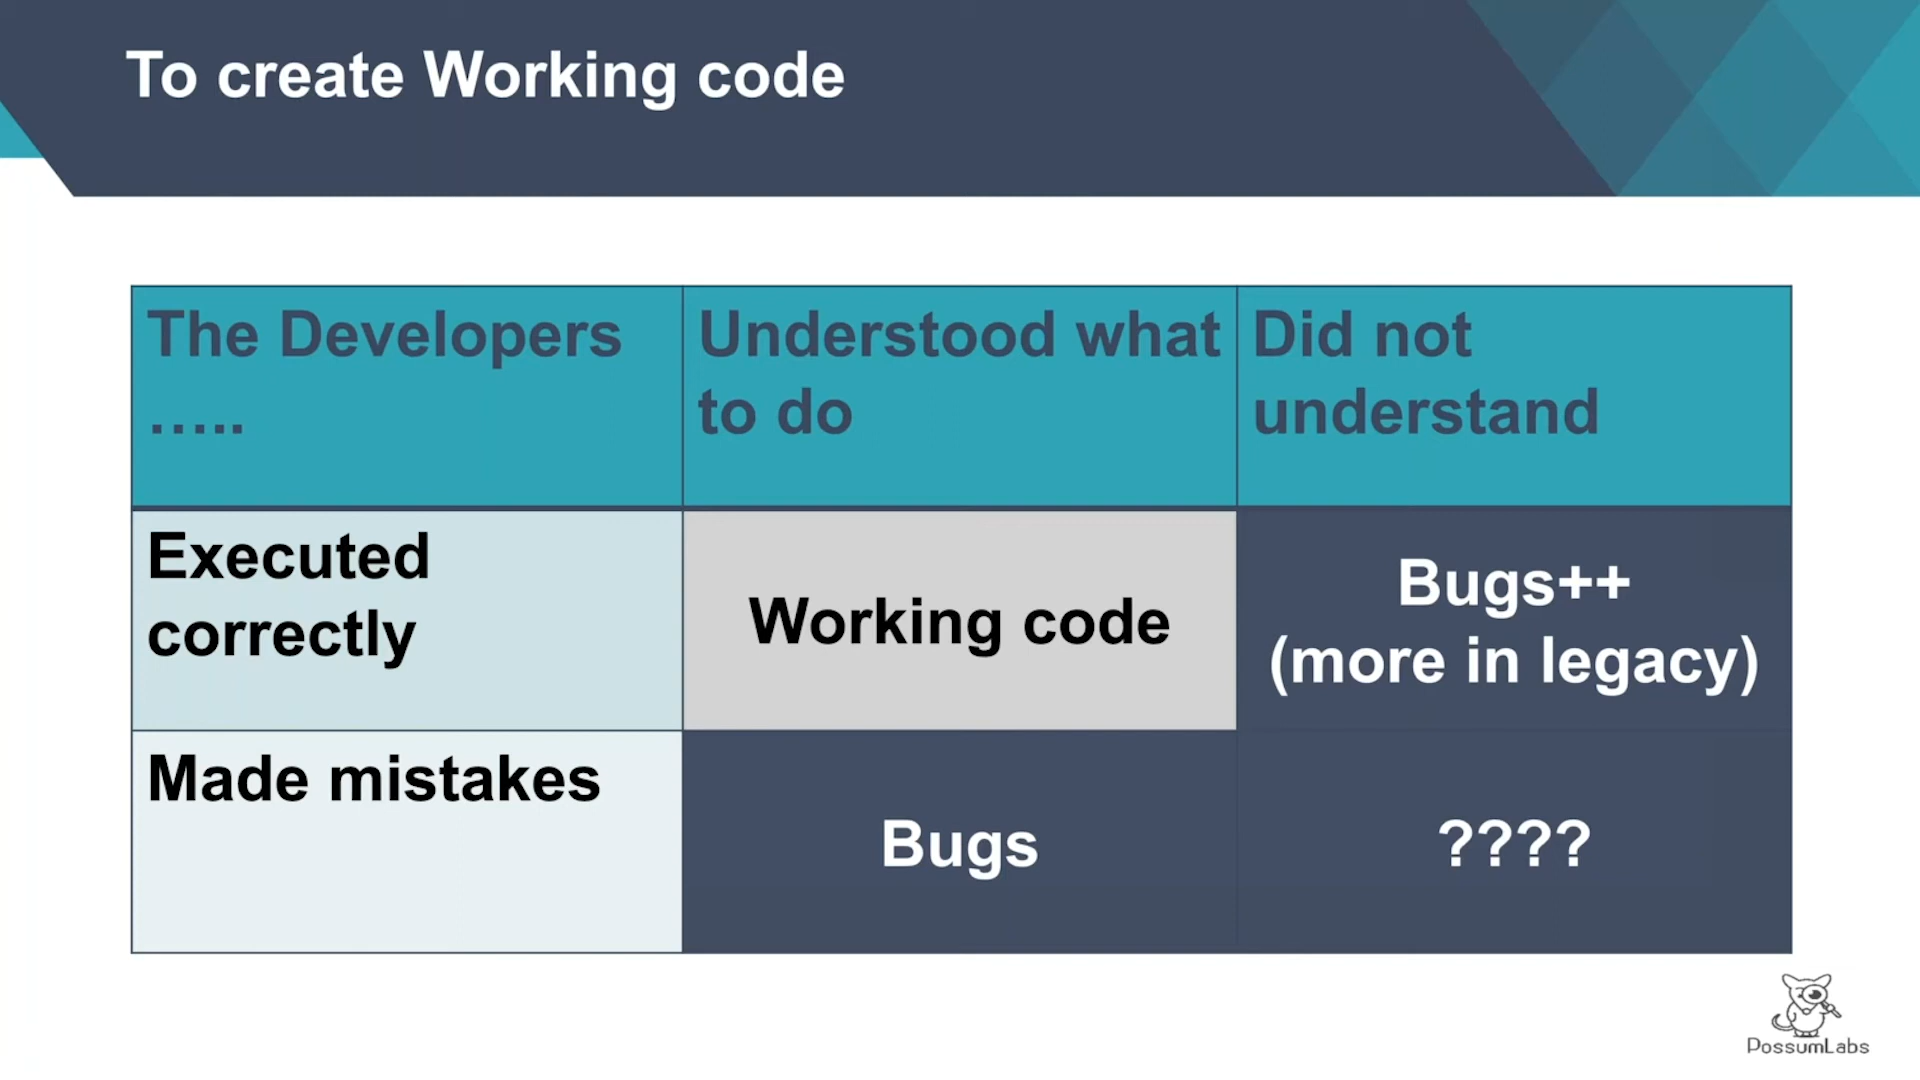 To create Working code
The Developers
.....
Understood what
to do
Did not
understand
Executed
correctly
Working code
Bugs++
(more in legacy)
Made mistakes
Bugs
????
PossumLabs